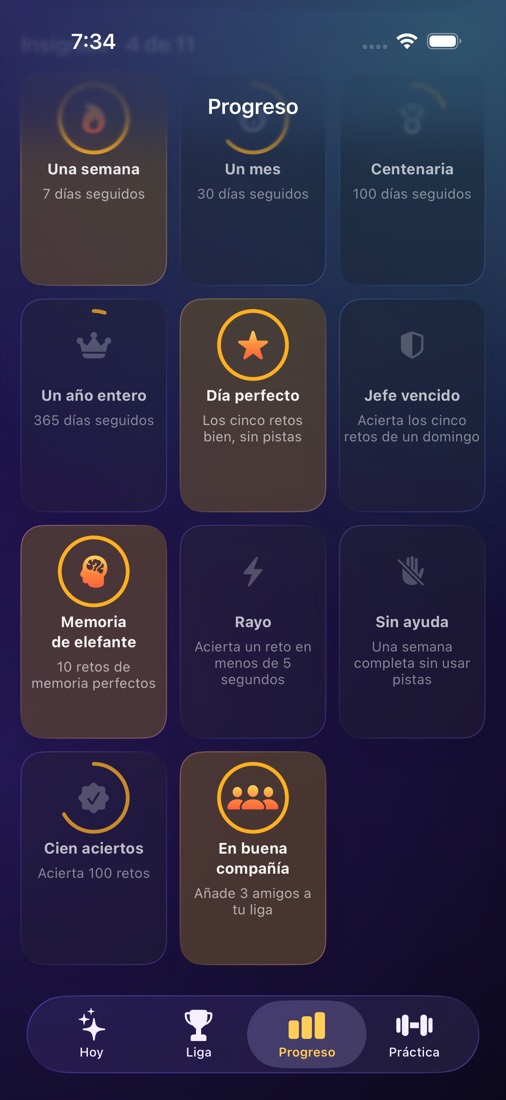 7:34
Insignias 4 de 11
Progreso
Una semana
7 días seguidos
Un mes
30 días seguidos
Centenaria
100 días seguidos
Un año entero
365 días seguidos
Día perfecto
Los cinco retos
bien, sin pistas
Jefe vencido
Acierta los cinco
retos de un domingo
Memoria
de elefante
10 retos de
memoria perfectos
Rayo
Acierta un reto en
menos de 5
segundos
Sin ayuda
Una semana
completa sin usar
pistas
Cien aciertos
Acierta 100 retos
En buena
compañía
Añade 3 amigos a
tu liga
Hoy
Liga
Progreso
Práctica